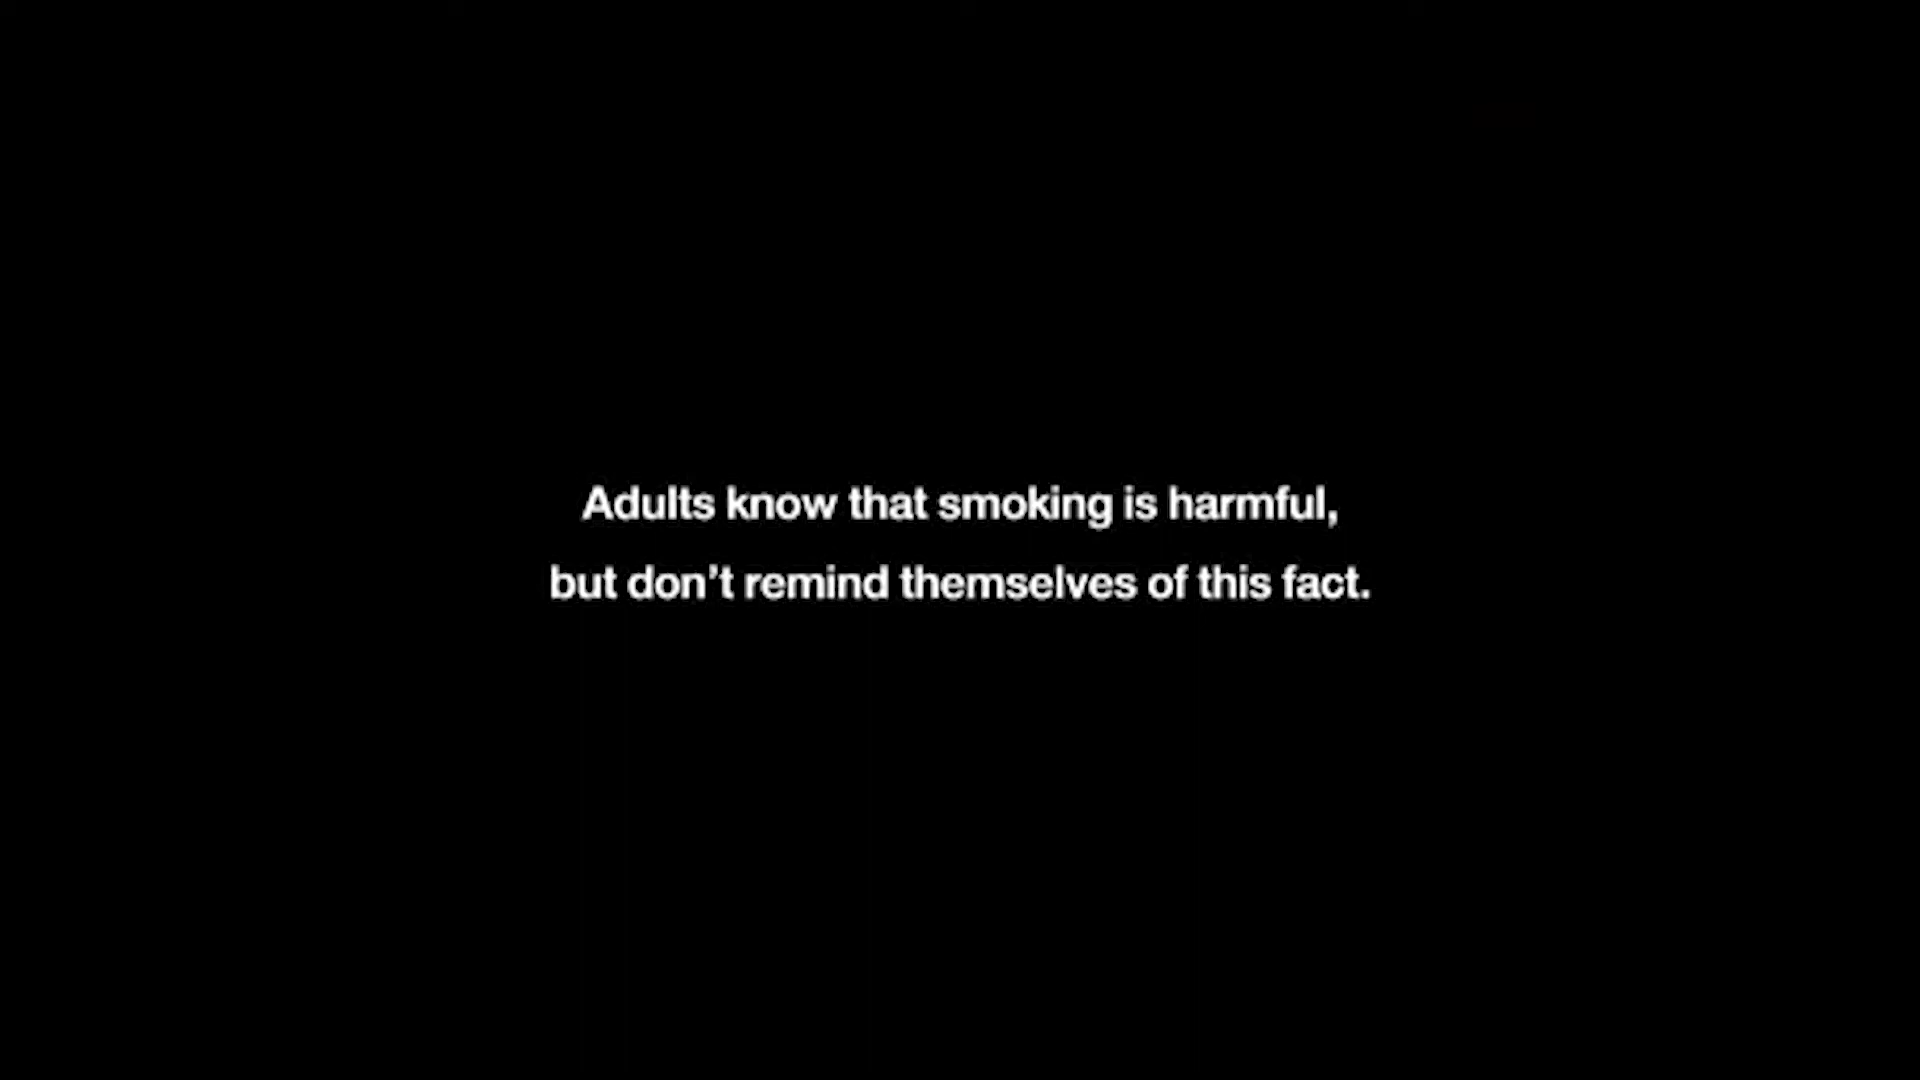 Adults know that smoking is harmful,
but don’t remind themselves of this fact.